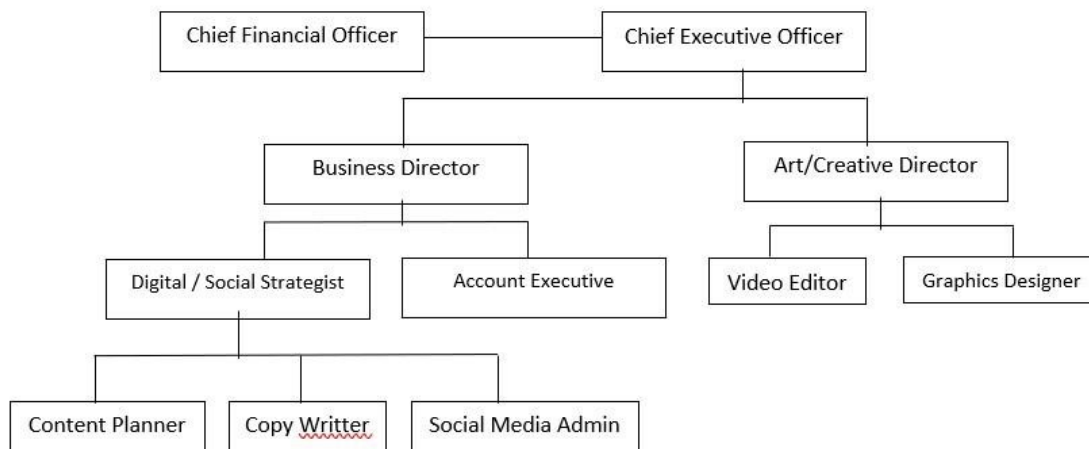 Chief Financial Officer
Chief Executive Officer
Business Director
Art/Creative Director
Digital / Social Strategist
Account Executive
Video Editor
Graphics Designer
Content Planner
Copy Writter
Social Media Admin